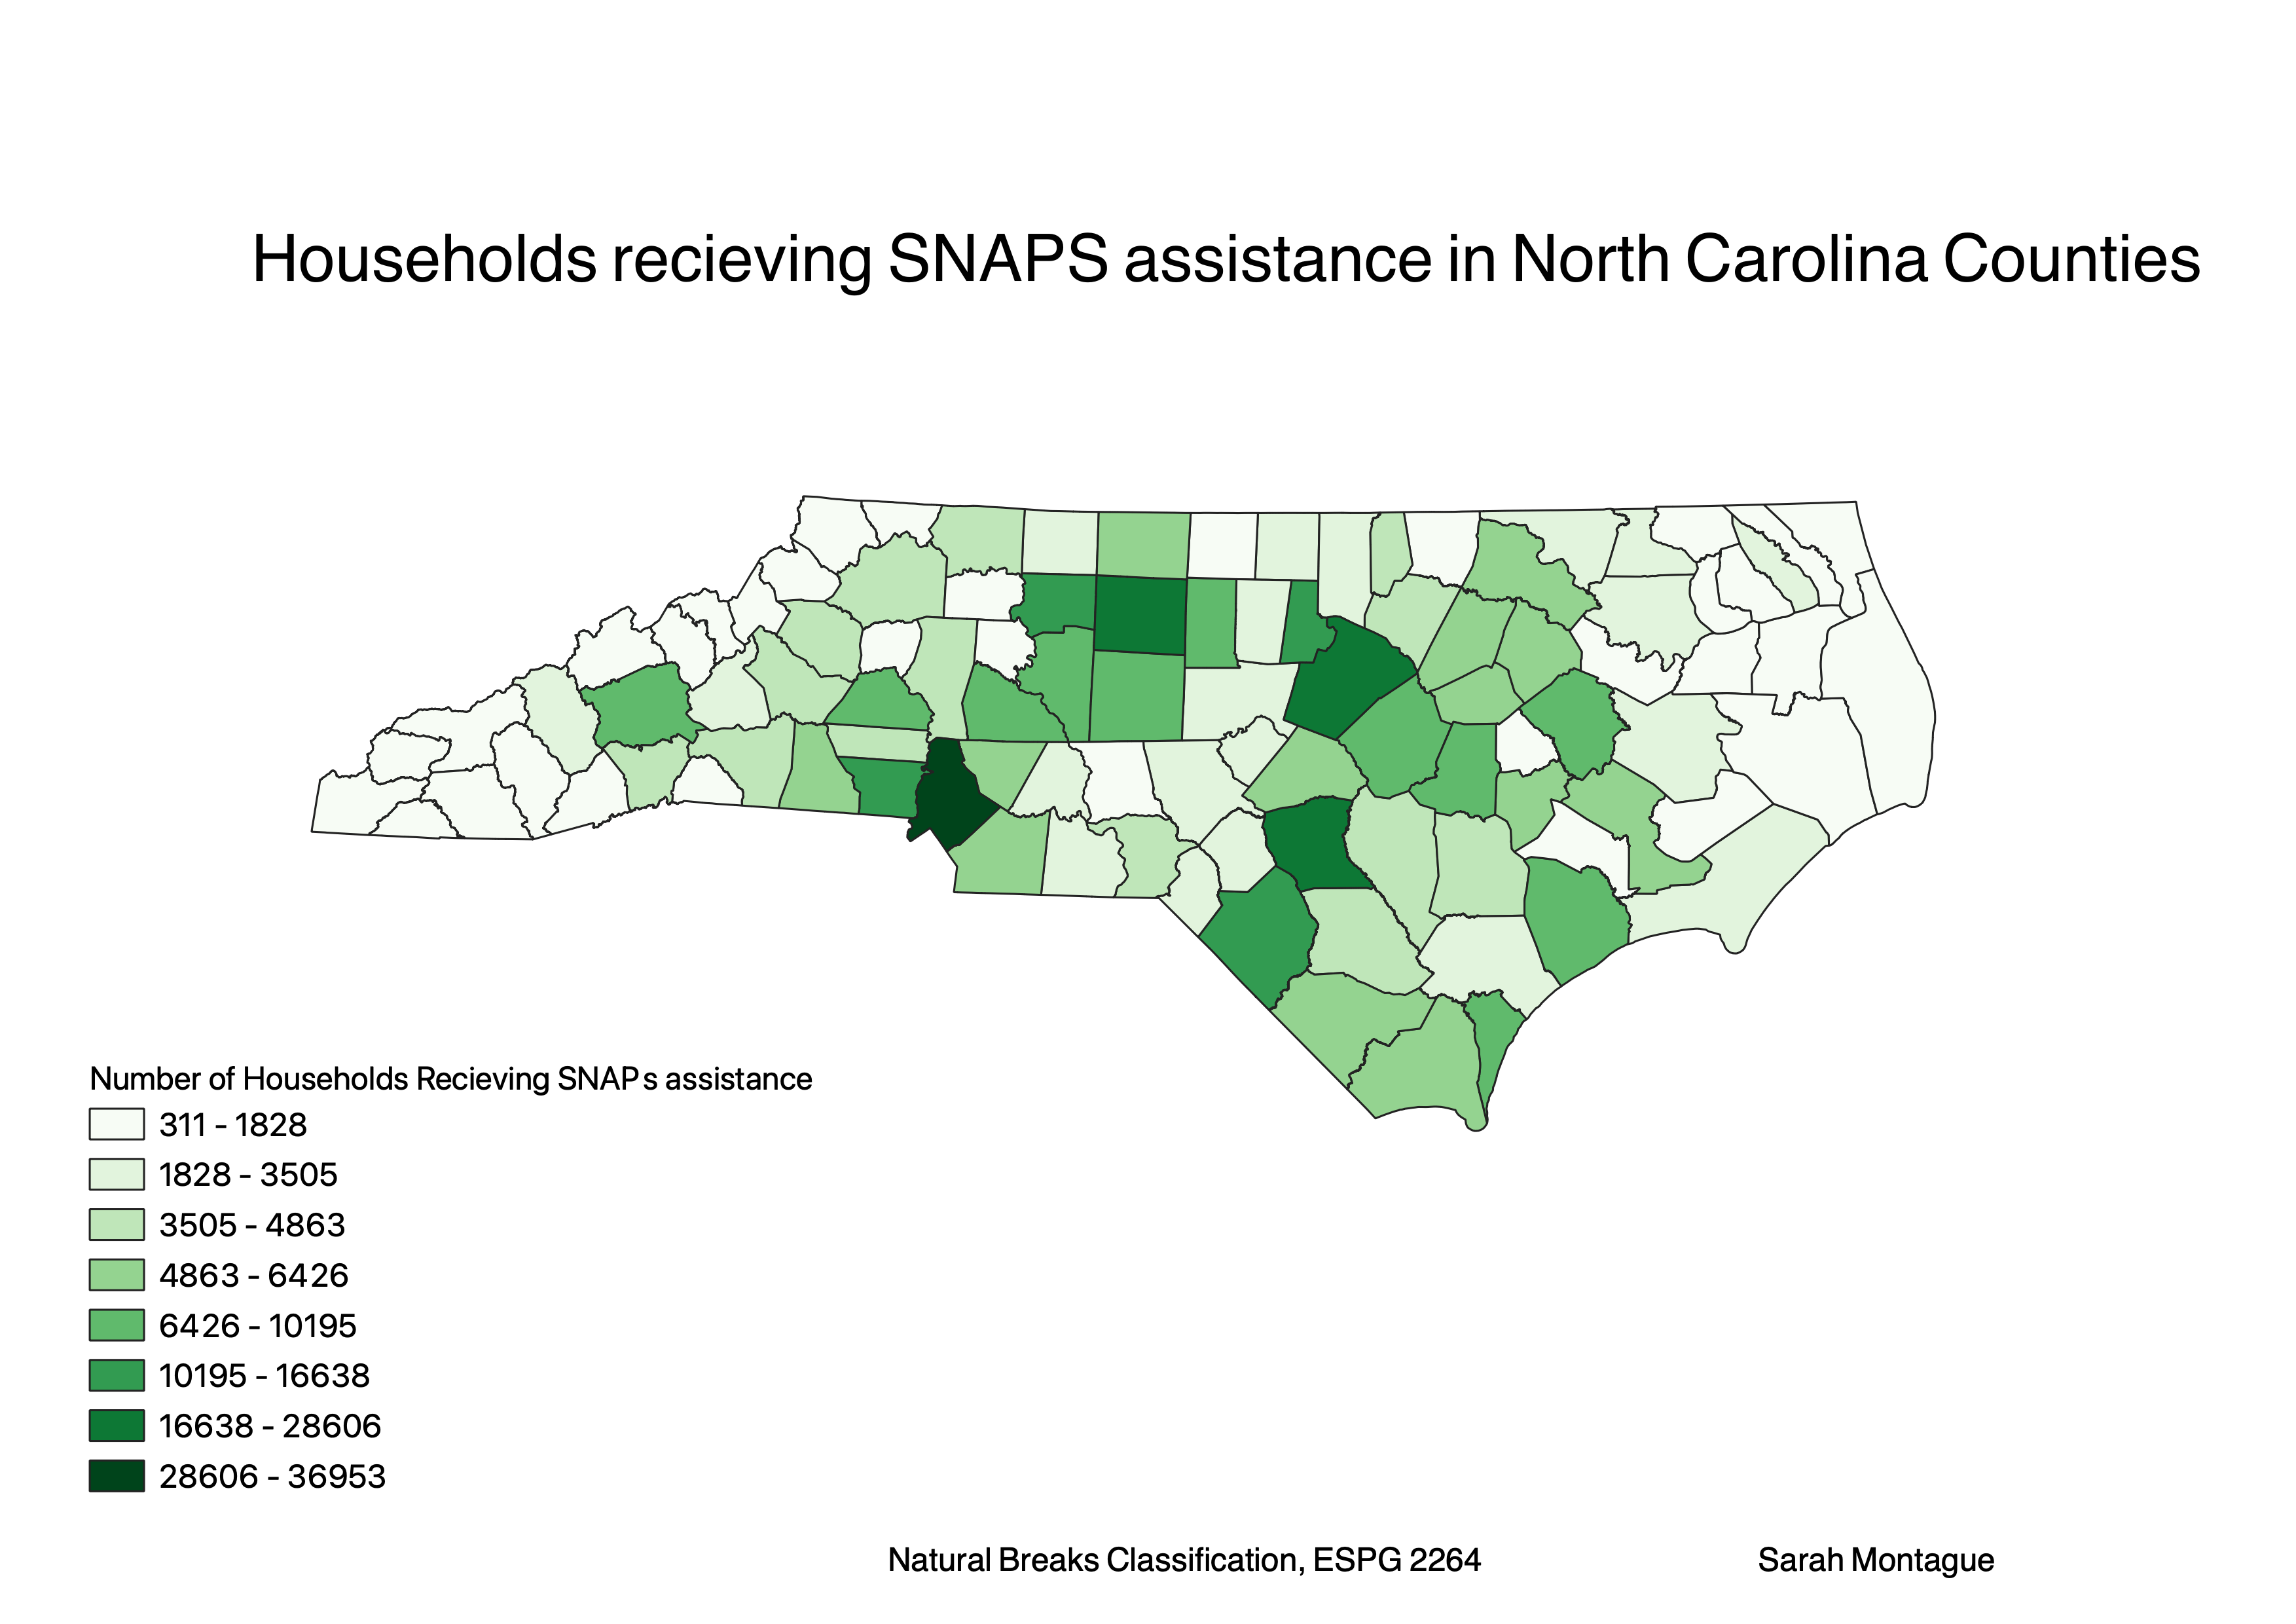 Households recieving SNAPS assistance in North Carolina Counties
Number of Households Recieving SNAPs assistance
311 - 1828
1828 - 3505
3505 - 4863
4863 - 6426
6426 - 10195
10195 - 16638
16638 - 28606
28606 - 36953
Natural Breaks Classification, ESPG 2264
Sarah Montague